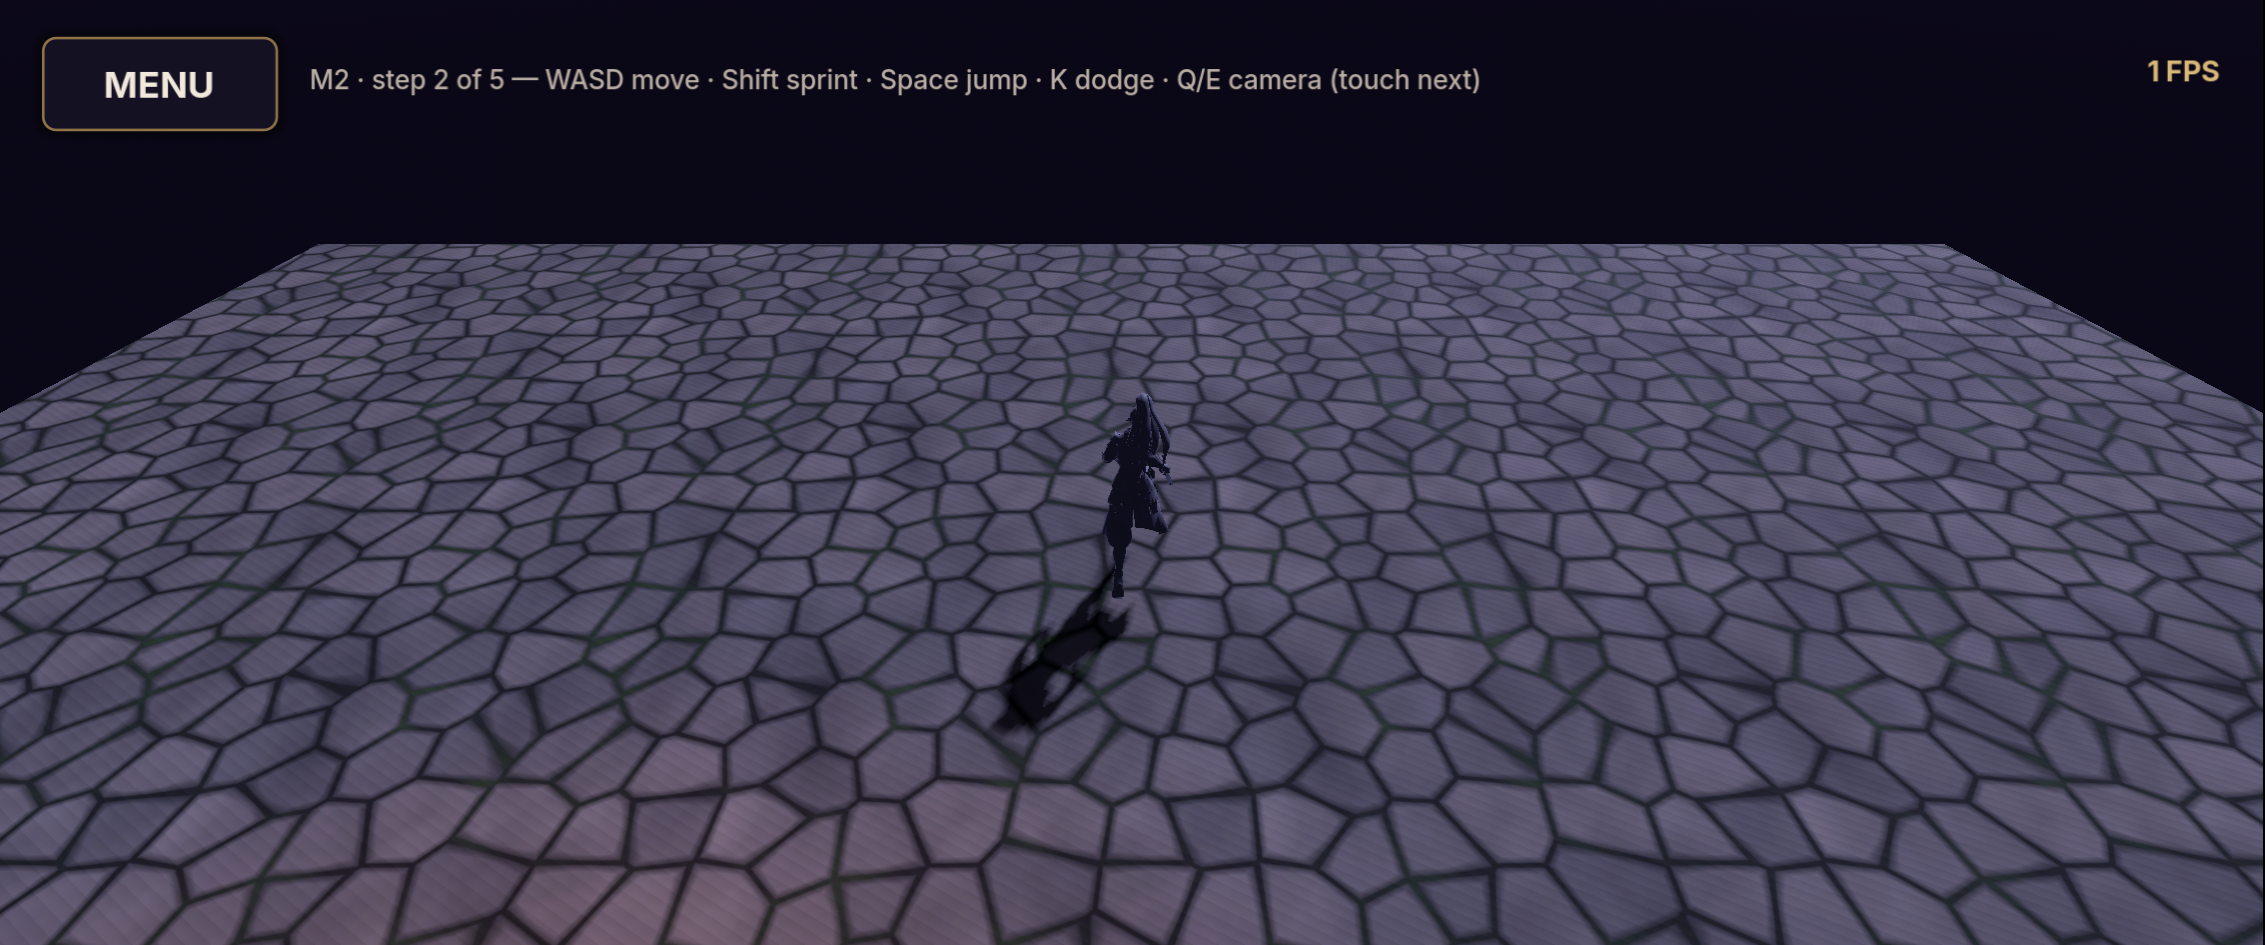 MENU
M2 · step 2 of 5 — WASD move · Shift sprint · Space jump · K dodge · Q/E camera (touch next)
1 FPS